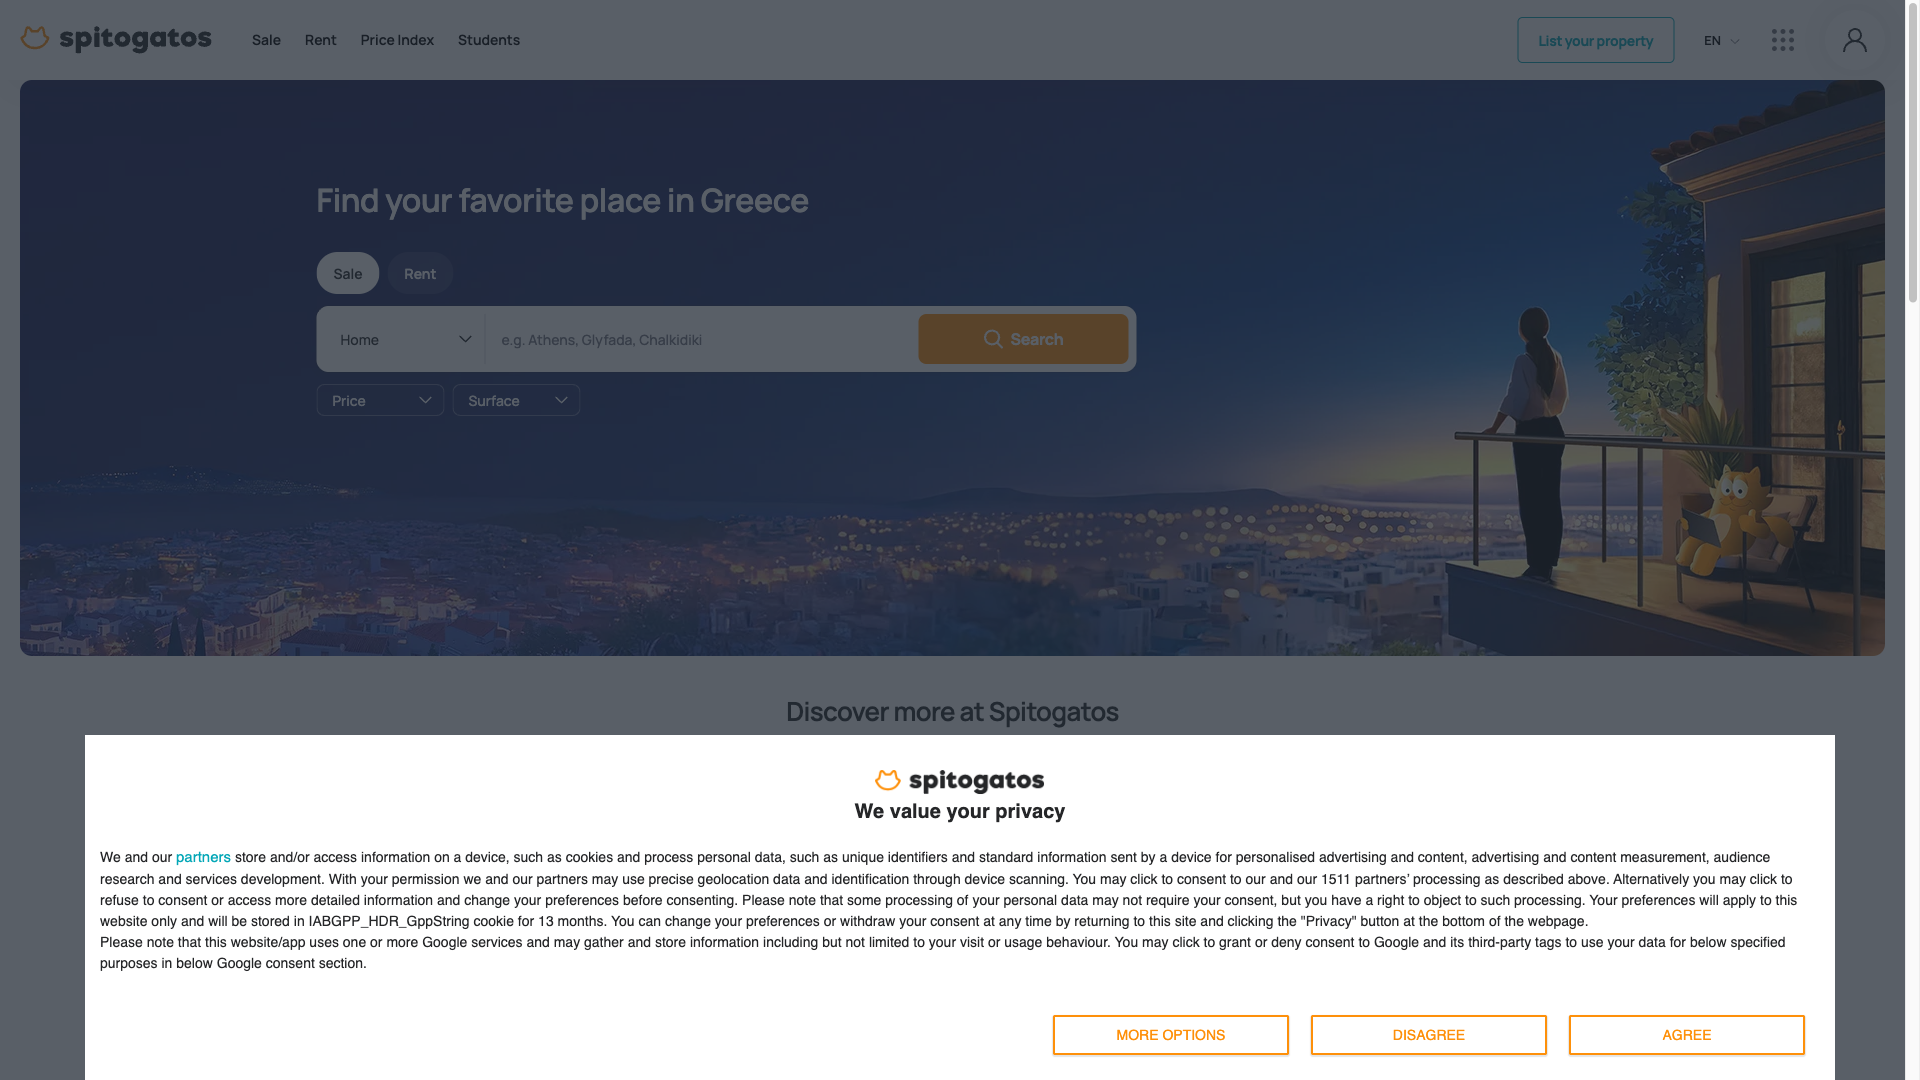 spitogatos
Sale
Rent
Price Index
Students
List your property
EN
Find your favorite place in Greece
Sale
Rent
Home
e.g. Athens, Glyfada, Chalkidiki
Search
Price
Surface
Discover more at Spitogatos
spitogatos
We value your privacy
We and our partners store and/or access information on a device, such as cookies and process personal data, such as unique identifiers and standard information sent by a device for personalised advertising and content, advertising and content measurement, audience
research and services development. With your permission we and our partners may use precise geolocation data and identification through device scanning. You may click to consent to our and our 1511 partners’ processing as described above. Alternatively you may click to
refuse to consent or access more detailed information and change your preferences before consenting. Please note that some processing of your personal data may not require your consent, but you have a right to object to such processing. Your preferences will apply to this
website only and will be stored in IABGPP_HDR_GppString cookie for 13 months. You can change your preferences or withdraw your consent at any time by returning to this site and clicking the "Privacy" button at the bottom of the webpage.
Please note that this website/app uses one or more Google services and may gather and store information including but not limited to your visit or usage behaviour. You may click to grant or deny consent to Google and its third-party tags to use your data for below specified
purposes in below Google consent section.
MORE OPTIONS
DISAGREE
AGREE